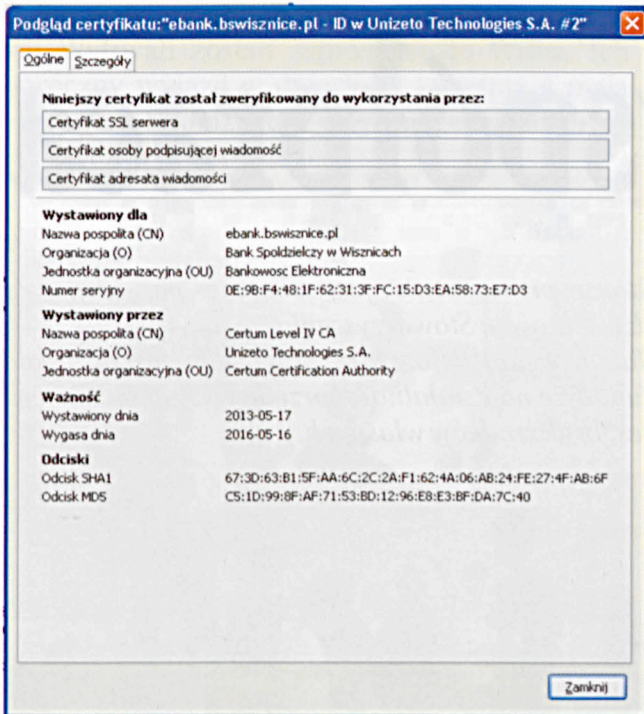 Podgląd certyfikatu:"ebank.bswisznice.pl - ID w Unizeto Technologies S.A. #2"
Ogólne Szczegóły
Niniejszy certyfikat został zweryfikowany do wykorzystania przez:
Certyfikat SSL serwera
Certyfikat osoby podpisującej wiadomość
Certyfikat adresata wiadomości
Wystawiony dla
Nazwa pospolita (CN) ebank.bswisznice.pl
Organizacja (O) Bank Spoldzielczy w Wisznicach
Jednostka organizacyjna (OU) Bankowosc Elektroniczna
Numer seryjny 0E:9B:F4:48:1F:62:31:3F:FC:15:D3:EA:58:73:E7:D3
Wystawiony przez
Nazwa pospolita (CN) Certum Level IV CA
Organizacja (O) Unizeto Technologies S.A.
Jednostka organizacyjna (OU) Certum Certification Authority
Ważność
Wystawiony dnia 2013-05-17
Wygasa dnia 2016-05-16
Odciski
Odcisk SHA1 67:3D:63:B1:5F:AA:6C:2C:2A:F1:62:4A:06:AB:24:FE:27:4F:AB:6F
Odcisk MD5 C5:1D:99:8F:AF:71:53:BD:12:96:E8:E3:BF:DA:7C:40
Zamknij